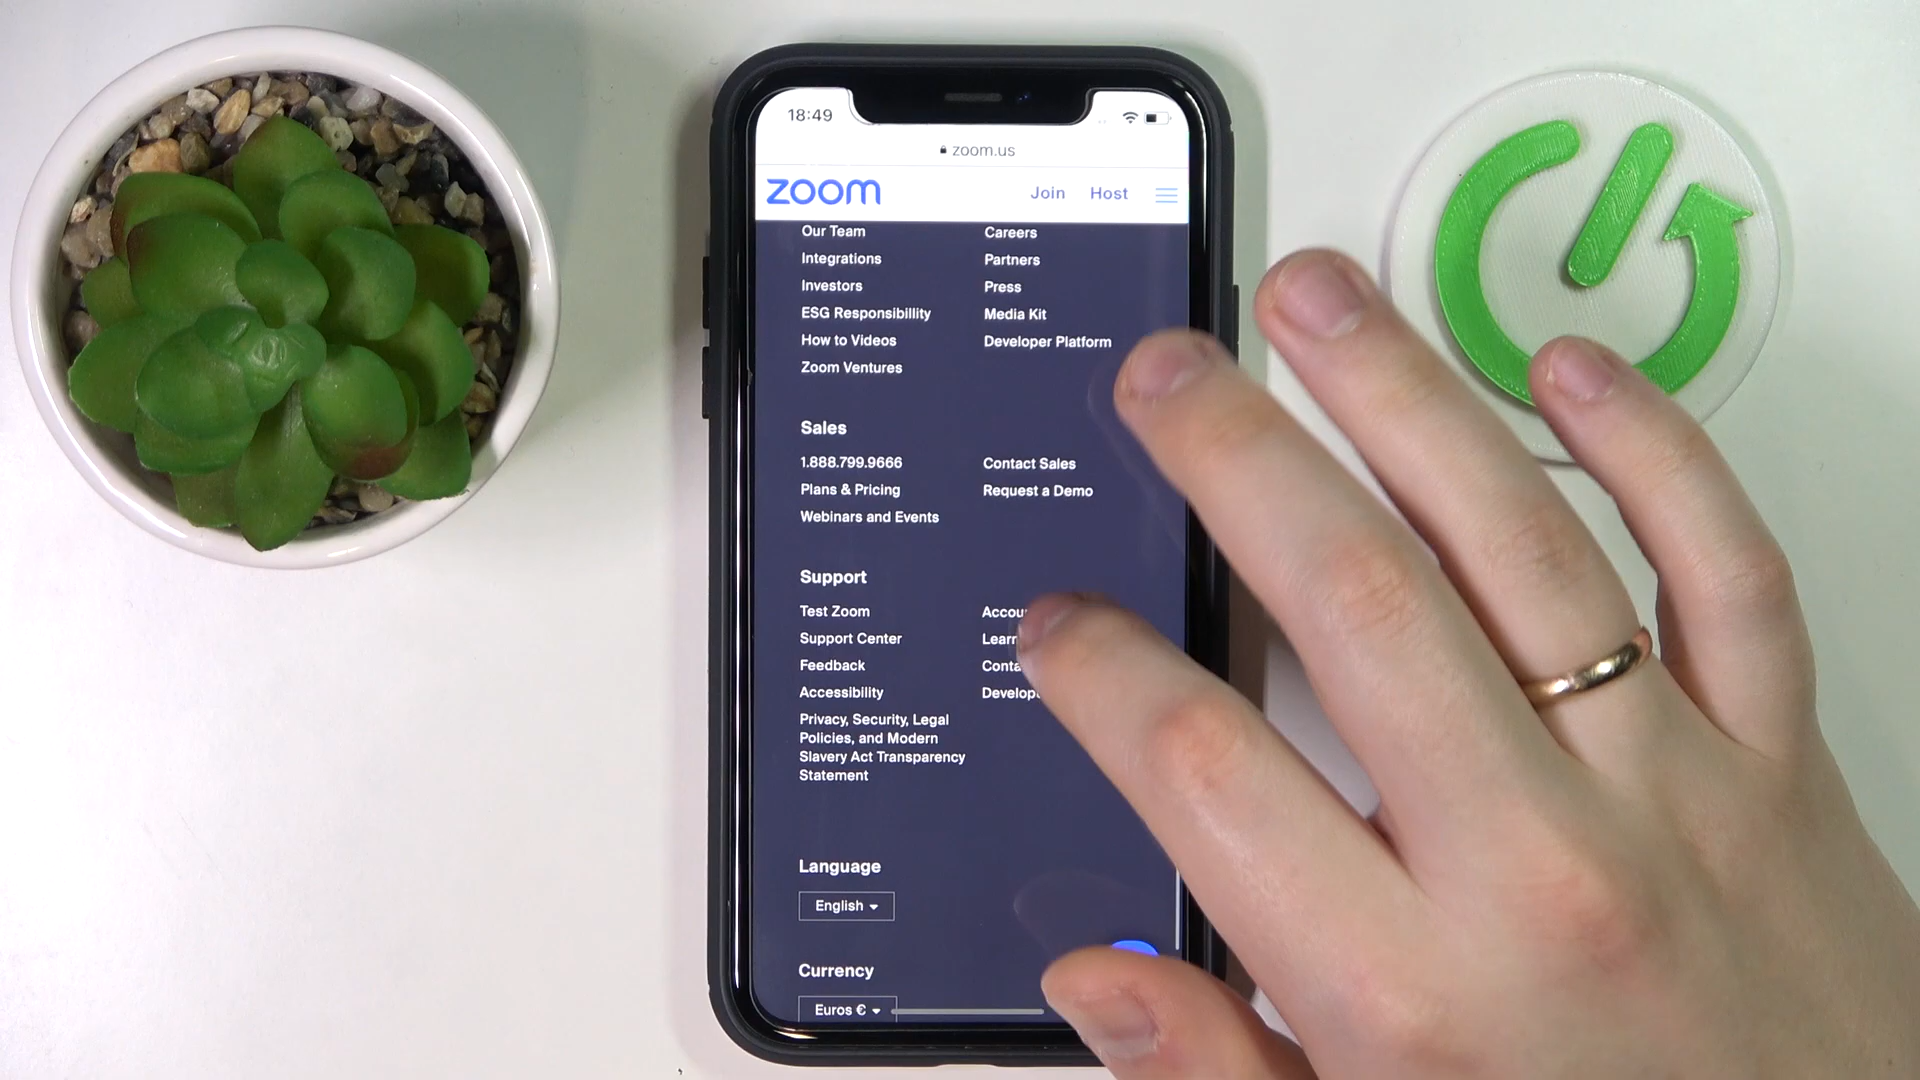 18:49
zoom.us
zoom
Join
Host
Our Team
Careers
Integrations
Partners
Investors
Press
ESG Responsibillity
Media Kit
How to Videos
Developer Platform
Zoom Ventures
Sales
1.888.799.9666
Contact Sales
Plans & Pricing
Request a Demo
Webinars and Events
Support
Test Zoom
Support Center
Feedback
Accessibility
Privacy, Security, Legal
Policies, and Modern
Slavery Act Transparency
Statement
Language
English
Currency
Euros €